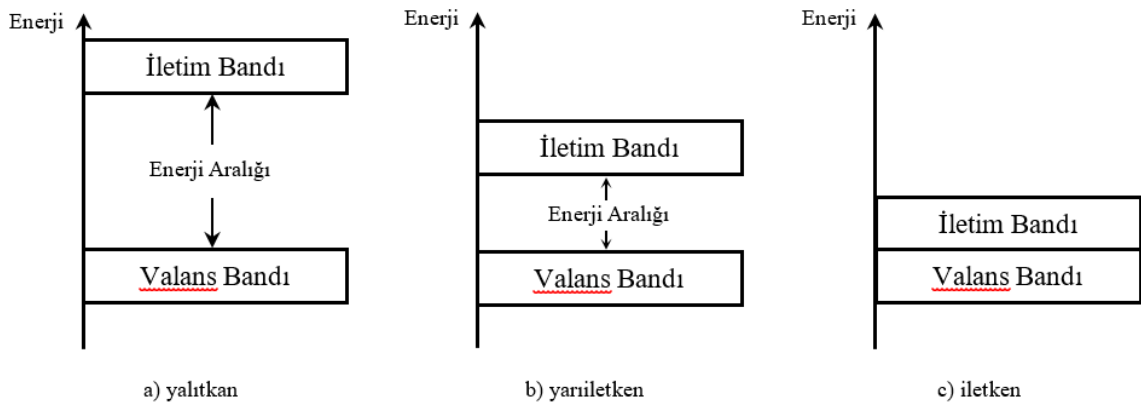 Enerji
İletim Bandı
Enerji Aralığı
Valans Bandı
a) yalıtkan
Enerji
İletim Bandı
Enerji Aralığı
Valans Bandı
b) yarıiletken
Enerji
İletim Bandı
Valans Bandı
c) iletken